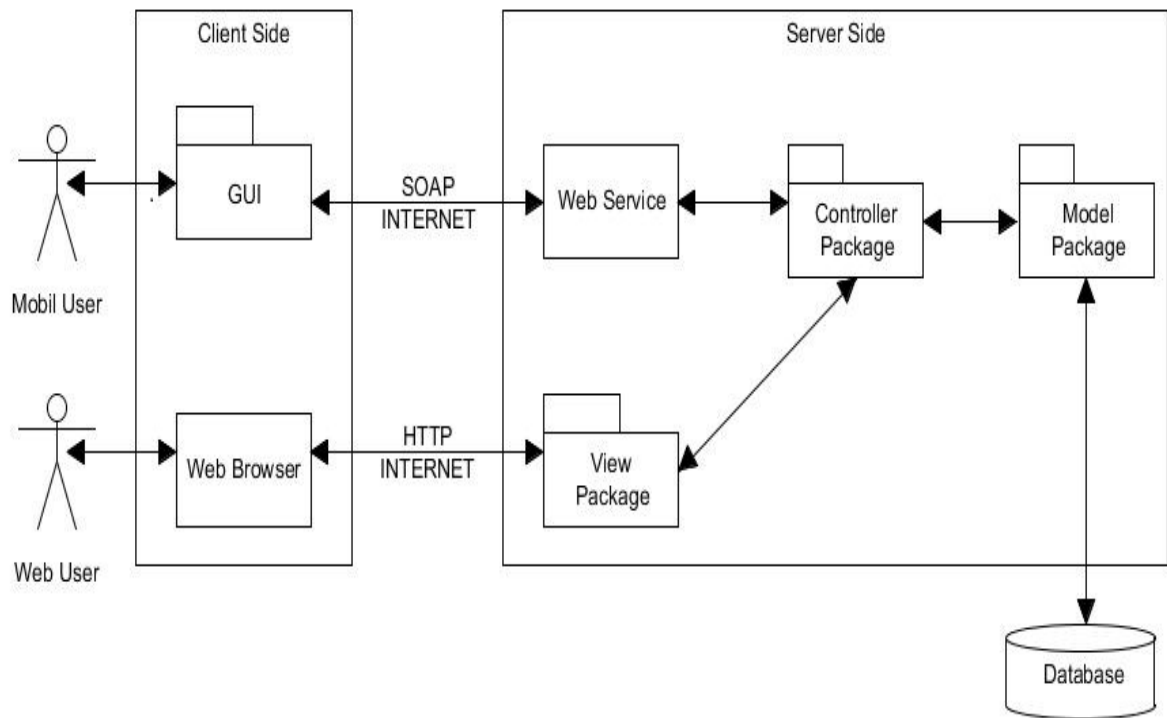 Client Side
Server Side
GUI
SOAP
INTERNET
Web Service
Controller
Package
Model
Package
Mobil User
Web Browser
HTTP
INTERNET
View
Package
Web User
Database